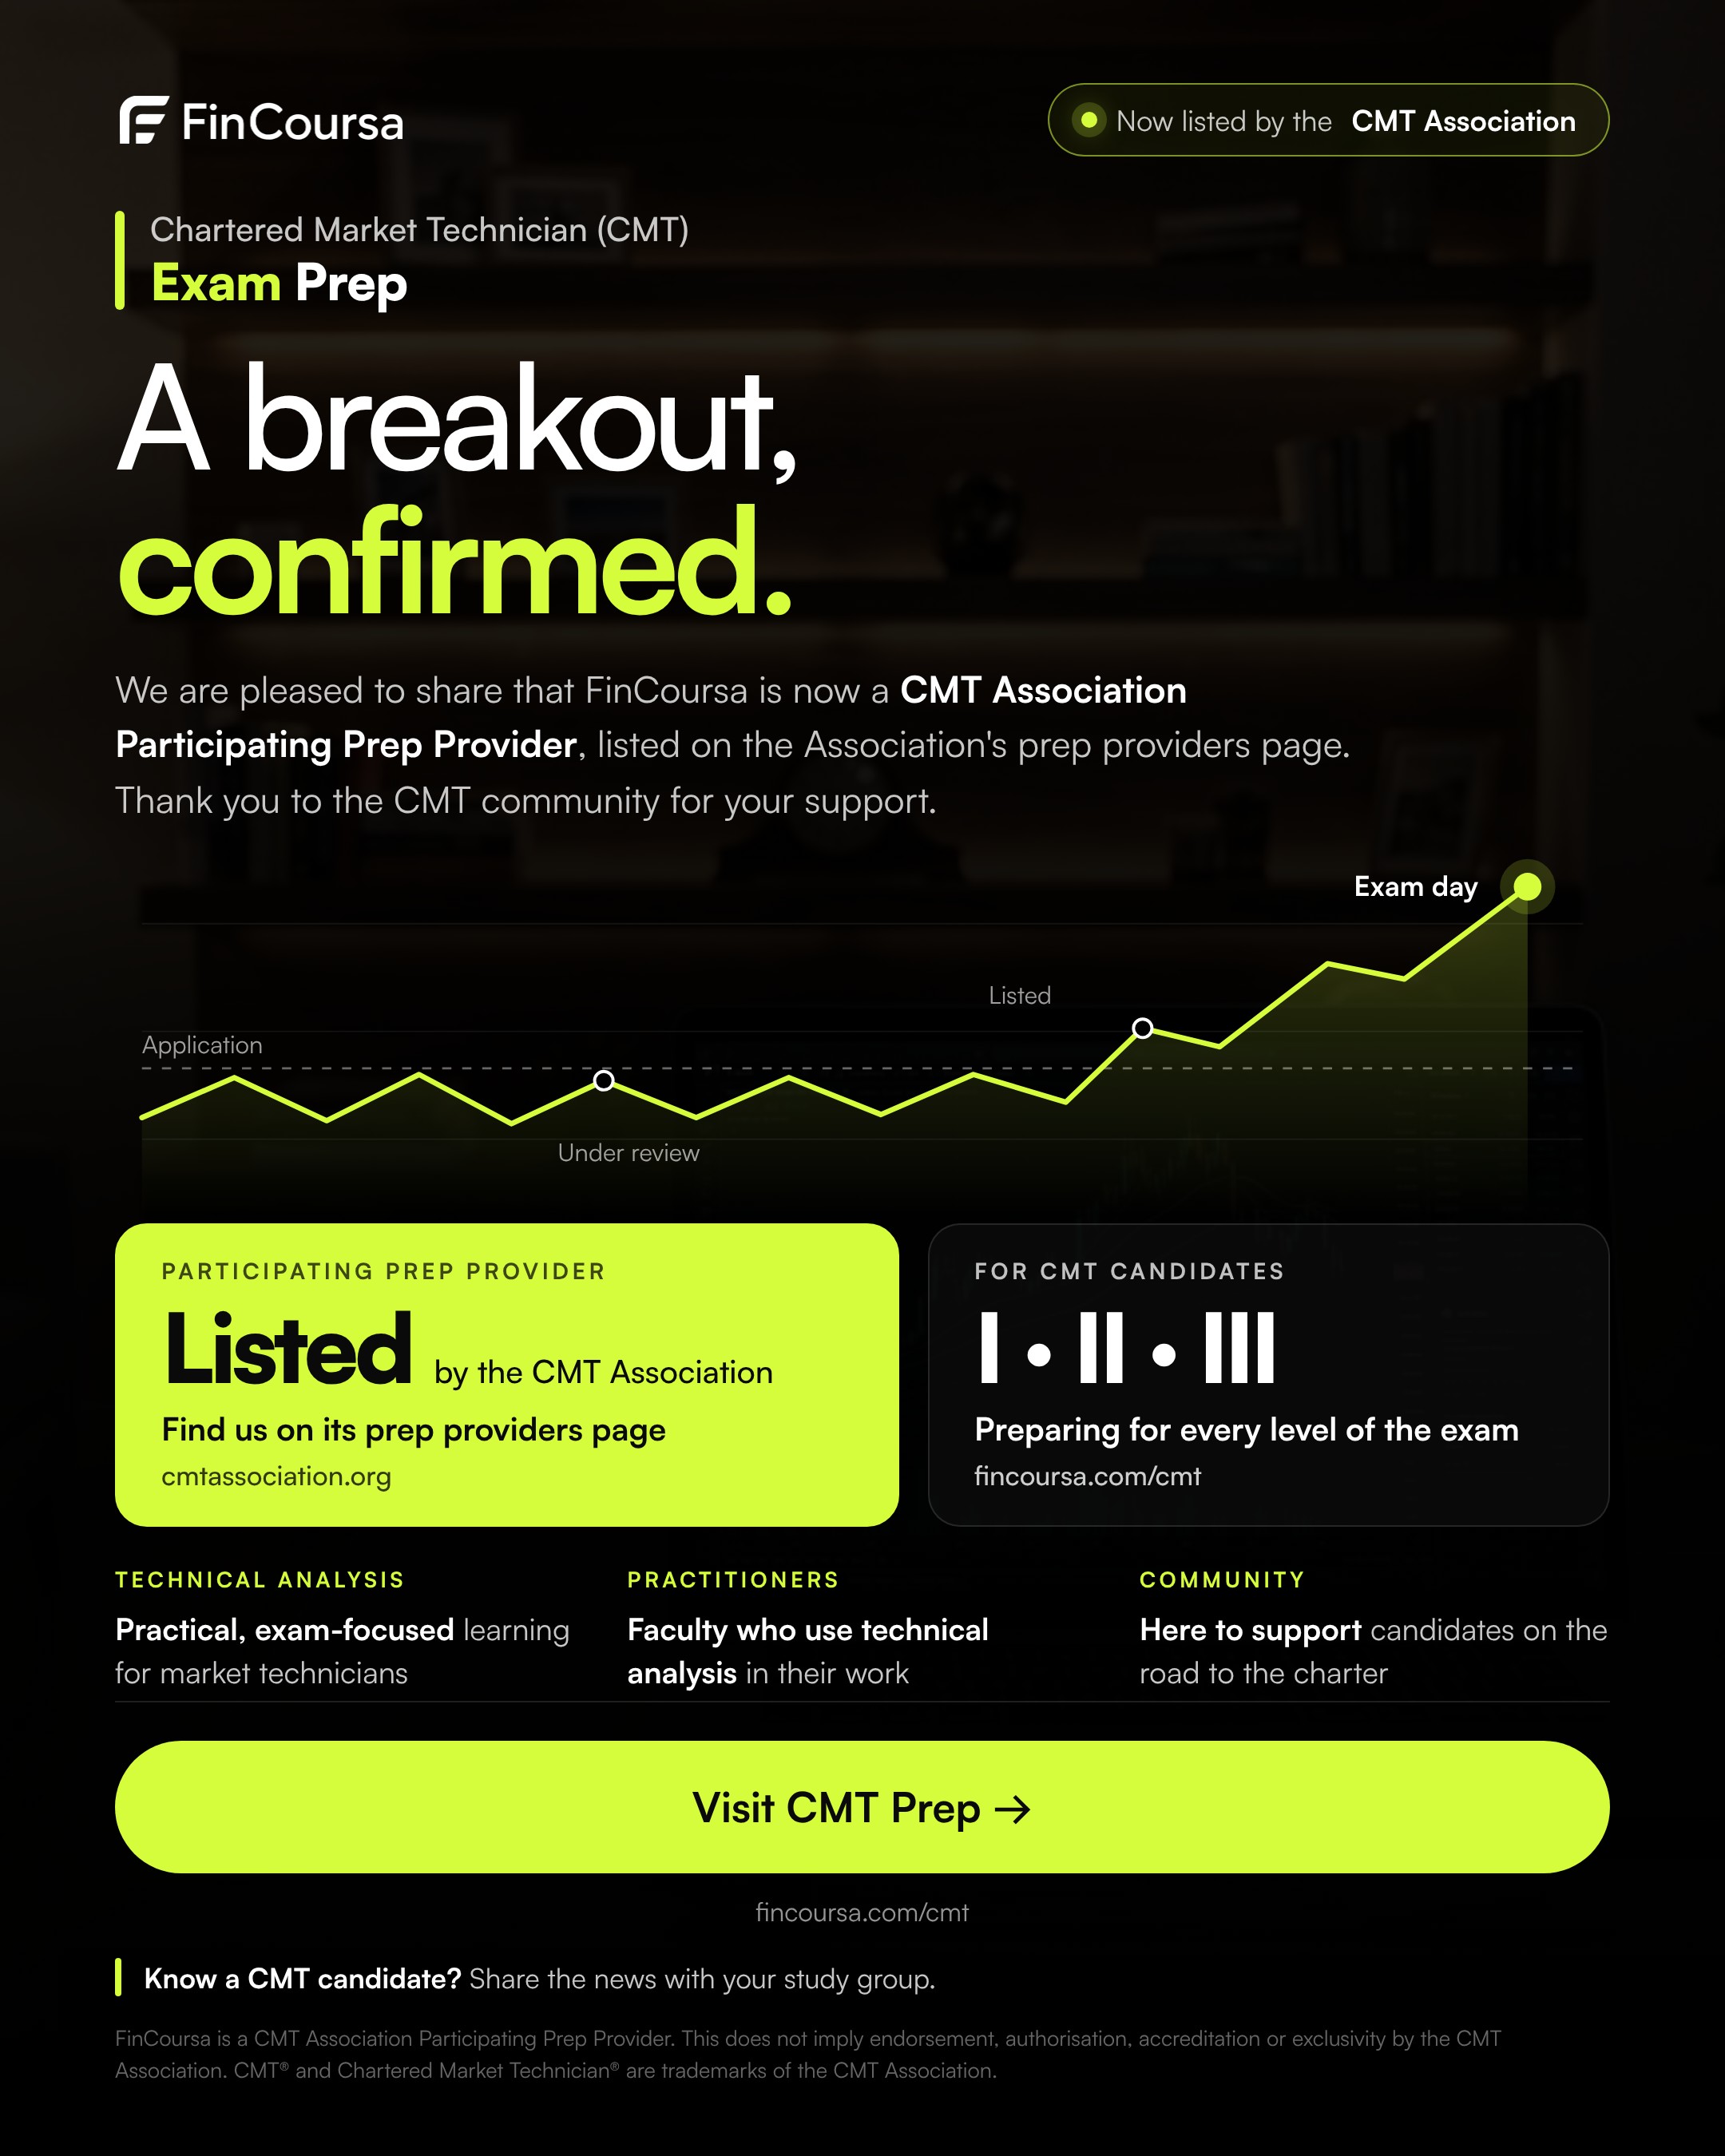 FinCoursa
Now listed by the CMT Association
Chartered Market Technician (CMT)
Exam Prep
A breakout,
confirmed.
We are pleased to share that FinCoursa is now a CMT Association
Participating Prep Provider, listed on the Association's prep providers page.
Thank you to the CMT community for your support.
Exam day
Listed
Application
Under review
PARTICIPATING PREP PROVIDER
Listed by the CMT Association
Find us on its prep providers page
cmtassociation.org
FOR CMT CANDIDATES
I • II • III
Preparing for every level of the exam
fincoursa.com/cmt
TECHNICAL ANALYSIS
Practical, exam-focused learning
for market technicians
PRACTITIONERS
Faculty who use technical
analysis in their work
COMMUNITY
Here to support candidates on the
road to the charter
Visit CMT Prep →
fincoursa.com/cmt
Know a CMT candidate? Share the news with your study group.
FinCoursa is a CMT Association Participating Prep Provider. This does not imply endorsement, authorisation, accreditation or exclusivity by the CMT
Association. CMT® and Chartered Market Technician® are trademarks of the CMT Association.